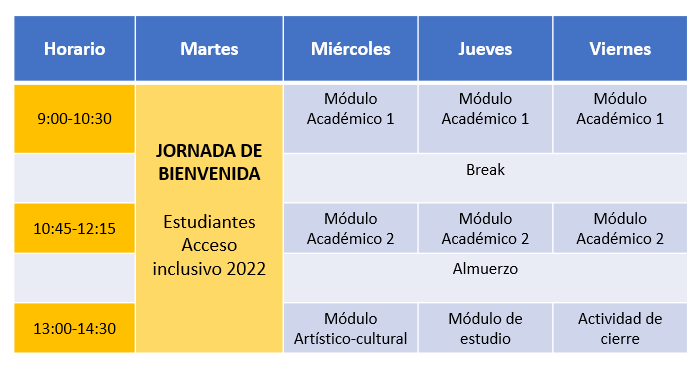 Horario Martes Miércoles Jueves Viernes
9:00-10:30
JORNADA DE
BIENVENIDA
Estudiantes
Acceso
inclusivo 2022
Módulo
Académico 1
Módulo
Académico 1
Módulo
Académico 1
Break
10:45-12:15
Módulo
Académico 2
Módulo
Académico 2
Módulo
Académico 2
Almuerzo
13:00-14:30
Módulo
Artístico-cultural
Módulo de
estudio
Actividad de
cierre